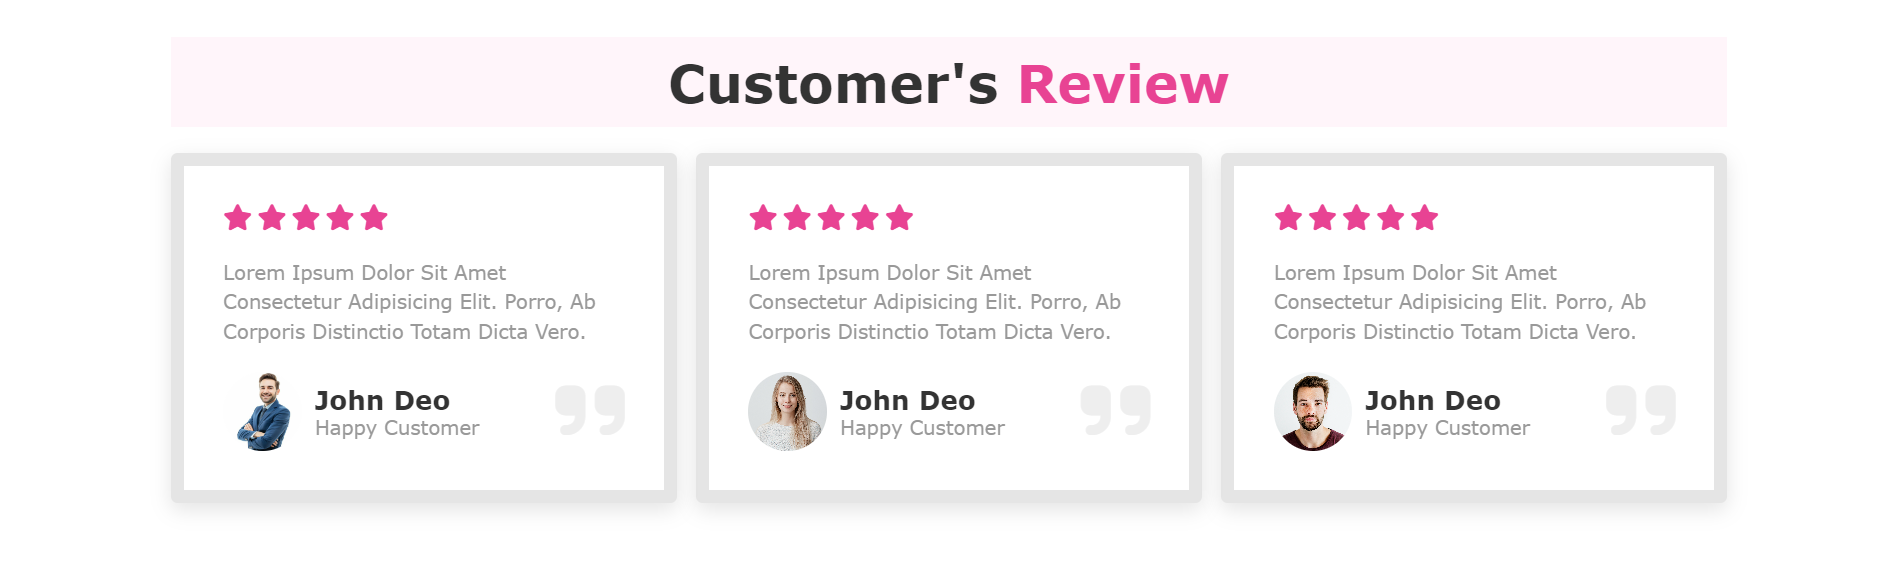 Customer's Review
Lorem Ipsum Dolor Sit Amet
Consectetur Adipisicing Elit. Porro, Ab
Corporis Distinctio Totam Dicta Vero.
John Deo
Happy Customer
Lorem Ipsum Dolor Sit Amet
Consectetur Adipisicing Elit. Porro, Ab
Corporis Distinctio Totam Dicta Vero.
John Deo
Happy Customer
Lorem Ipsum Dolor Sit Amet
Consectetur Adipisicing Elit. Porro, Ab
Corporis Distinctio Totam Dicta Vero.
John Deo
Happy Customer